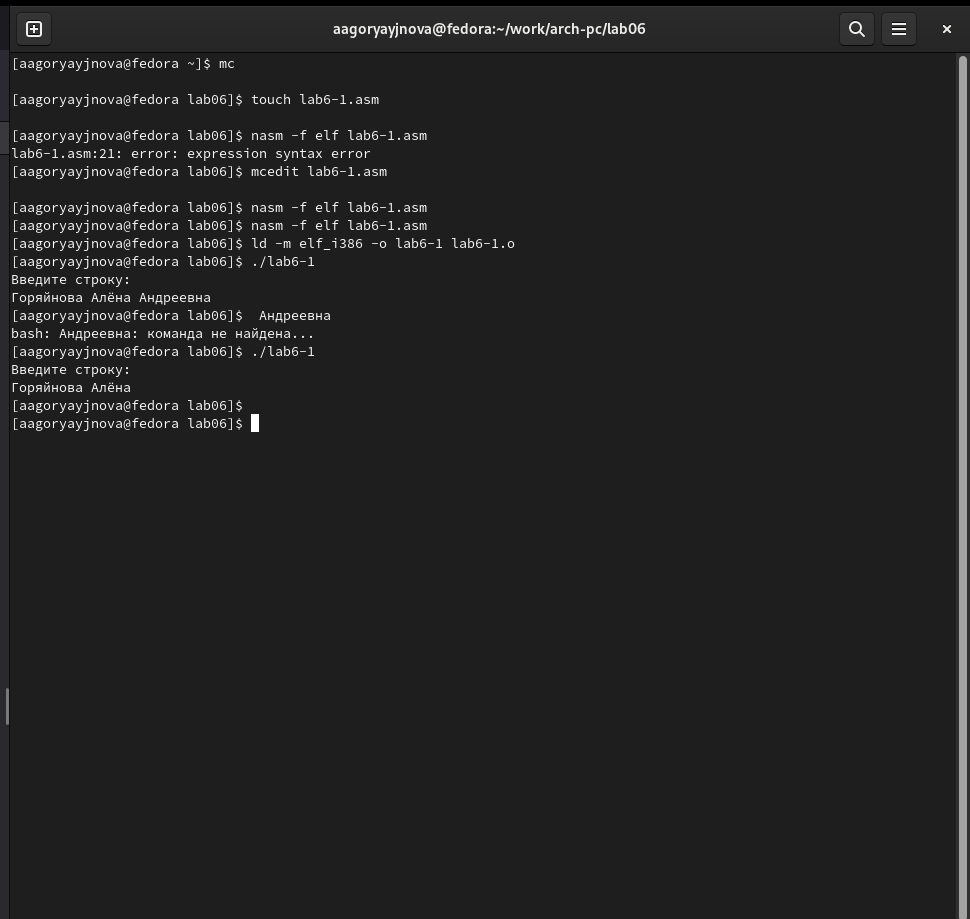 aagoryayjnova@fedora:~/work/arch-pc/lab06
[aagoryayjnova@fedora ~]$ mc
[aagoryayjnova@fedora lab06]$ touch lab6-1.asm
[aagoryayjnova@fedora lab06]$ nasm -f elf lab6-1.asm
lab6-1.asm:21: error: expression syntax error
[aagoryayjnova@fedora lab06]$ mcedit lab6-1.asm
[aagoryayjnova@fedora lab06]$ nasm -f elf lab6-1.asm
[aagoryayjnova@fedora lab06]$ nasm -f elf lab6-1.asm
[aagoryayjnova@fedora lab06]$ ld -m elf_i386 -o lab6-1 lab6-1.o
[aagoryayjnova@fedora lab06]$ ./lab6-1
Введите строку:
Горяйнова Алёна Андреевна
[aagoryayjnova@fedora lab06]$  Андреевна
bash: Андреевна: команда не найдена...
[aagoryayjnova@fedora lab06]$ ./lab6-1
Введите строку:
Горяйнова Алёна
[aagoryayjnova@fedora lab06]$
[aagoryayjnova@fedora lab06]$